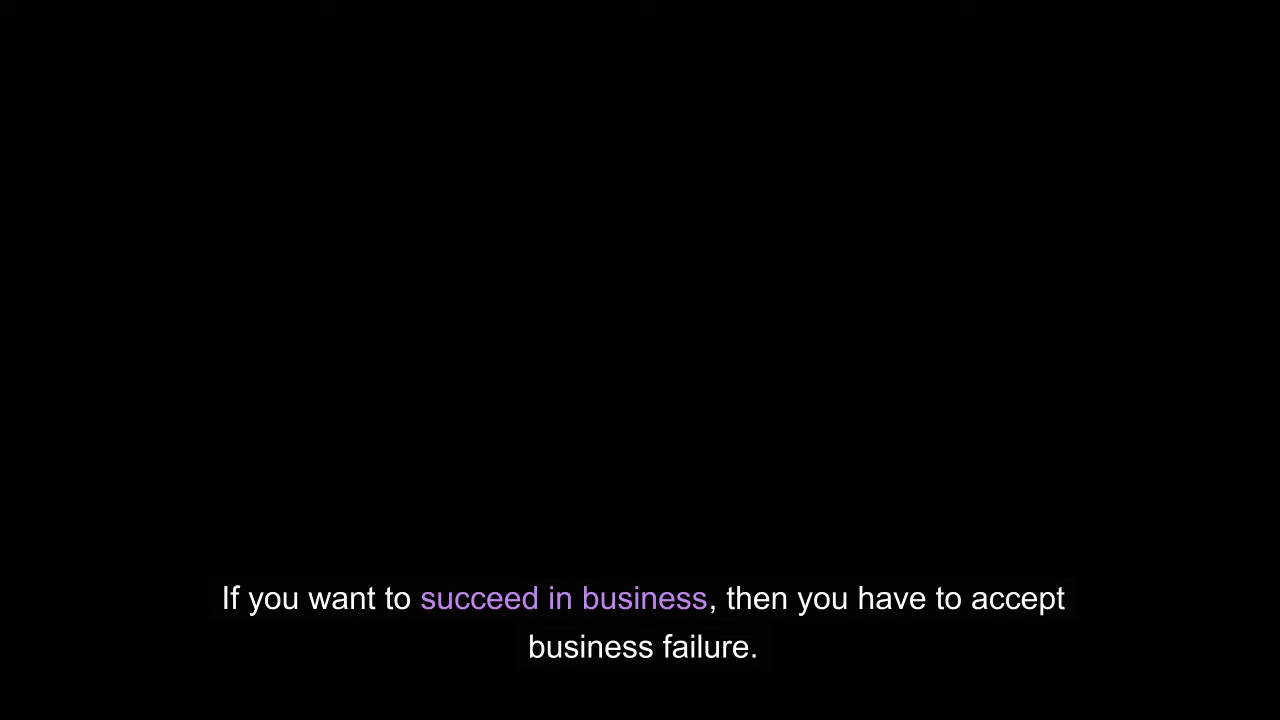 If you want to succeed in business, then you have to accept
business failure.